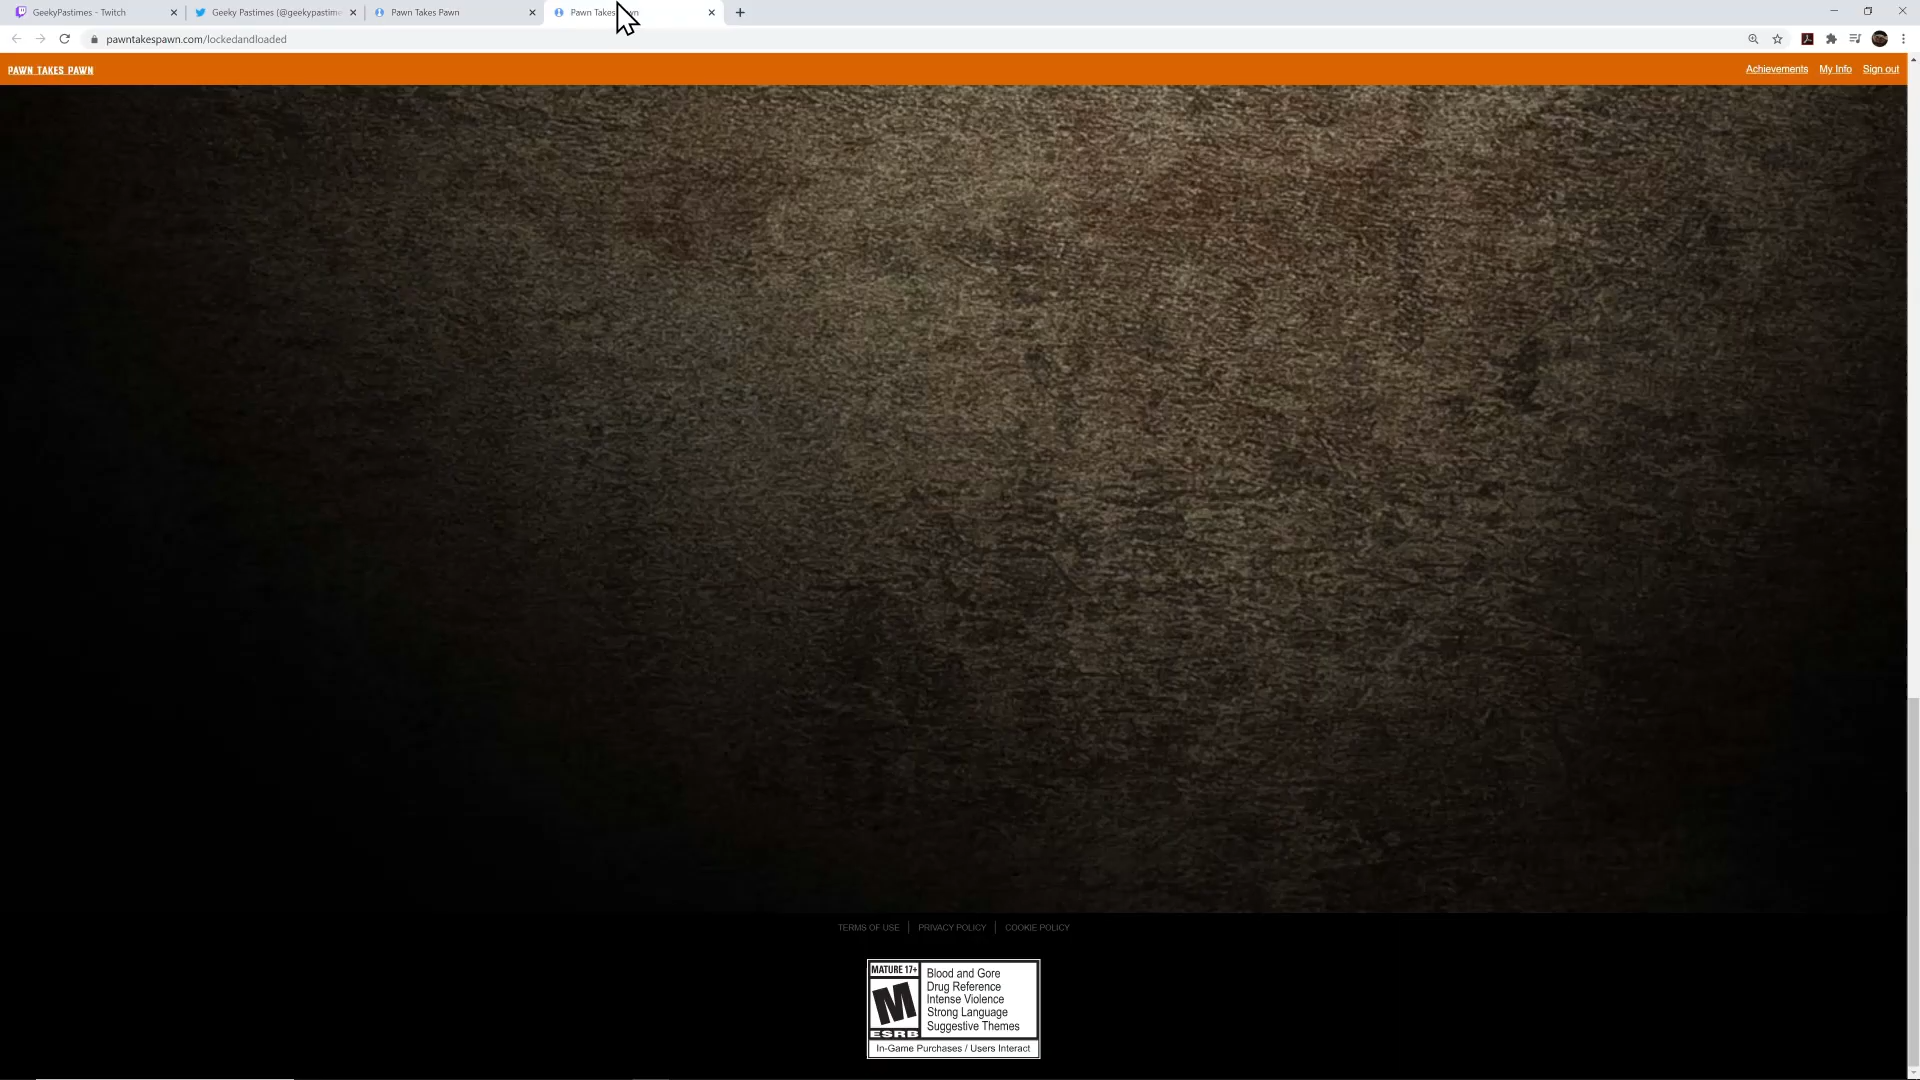 GeekyPastimes - Twitch
Geeky Pastimes (@geekypastime
Pawn Takes Pawn
Pawn Takes
pawntakespawn.com/lockedandloaded
PAWN TAKES PAWN
Achievements
My Info
Sign out
TERMS OF USE
PRIVACY POLICY
COOKIE POLICY
MATURE 17+
M
ESRB
Blood and Gore
Drug Reference
Intense Violence
Strong Language
Suggestive Themes
In-Game Purchases / Users Interact